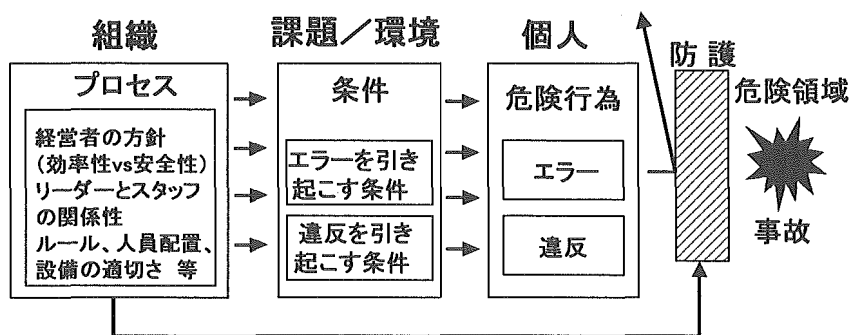 組織
プロセス
経営者の方針
(効率性vs安全性)
リーダーとスタッフ
の関係性
ルール、人員配置、
設備の適切さ 等
課題／環境
条件
エラーを引き
起こす条件
違反を引き
起こす条件
個人
危険行為
エラー
違反
防護
危険領域
事故